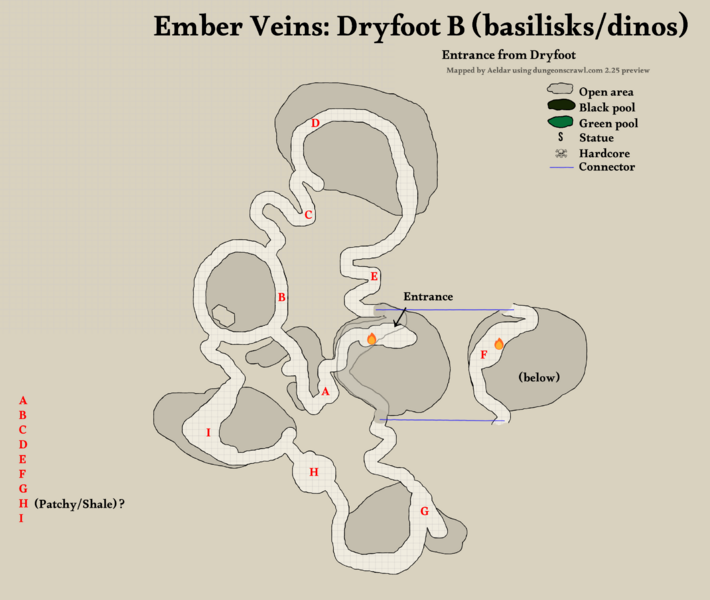 Ember Veins: Dryfoot B (basilisks/dinos)
Entrance from Dryfoot
Mapped by Aeldar using dungeonscrawl.com 2.25 preview
Open area
Black pool
Green pool
S Statue
Hardcore
Connector
D
C
E
B
Entrance
F
(below)
A
I
H
G
A
B
C
D
E
F
G
H (Patchy/Shale) ?
I